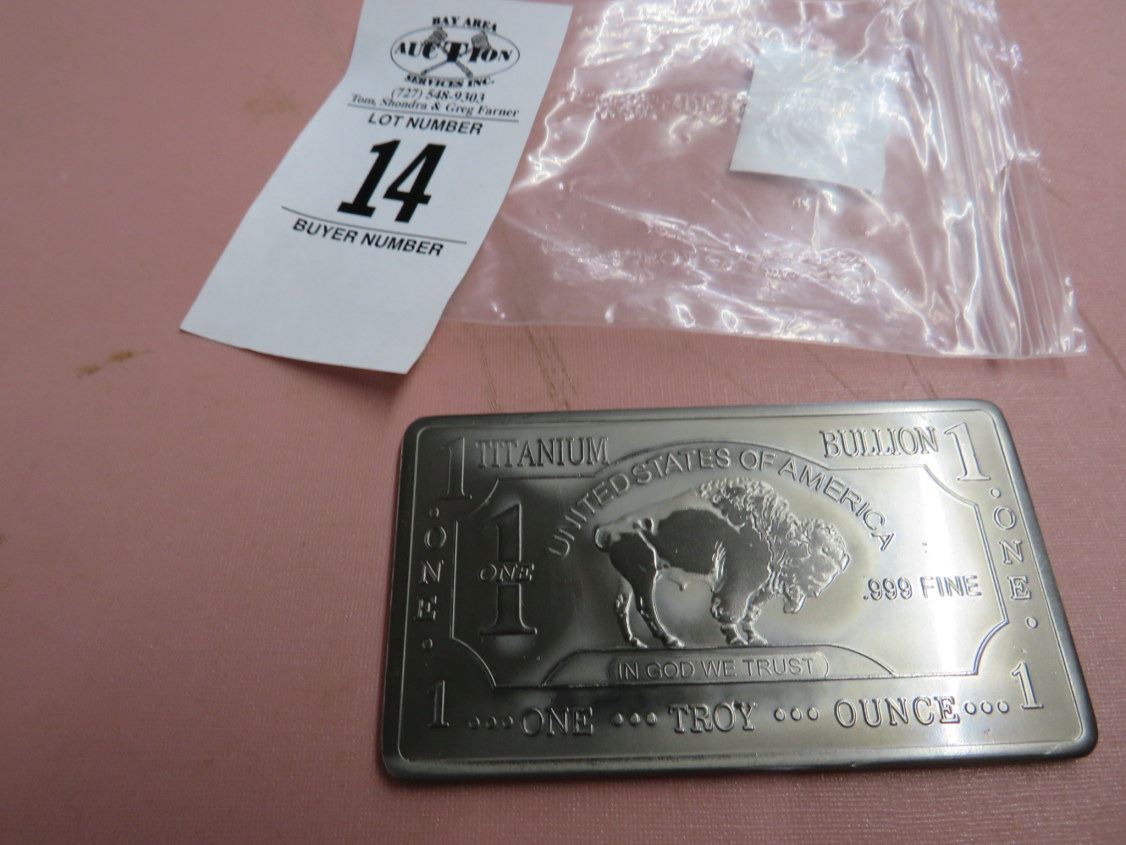 BAY AREA
AUCTION
SERVICES INC.
(727) 548-9303
Tom, Shondra & Greg Farner
LOT NUMBER
14
BUYER NUMBER
1 TITANIUM BULLION 1
UNITED STATES OF AMERICA
·ONE· 1 ·ONE·
ONE
1
.999 FINE
IN GOD WE TRUST
1 ...ONE ... TROY ... OUNCE... 1